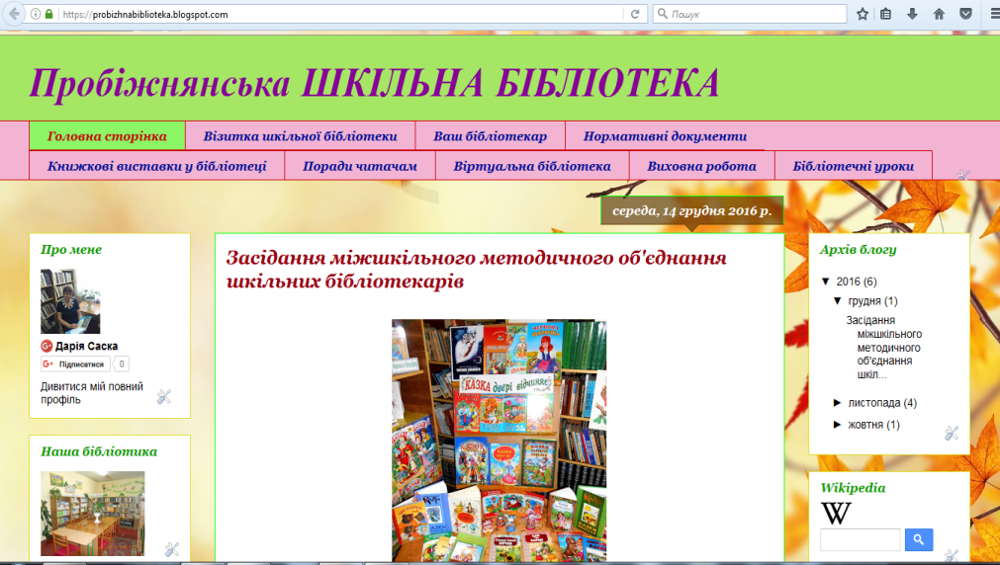 https://probizhnabiblioteka.blogspot.com
Пошук
Пробіжнянська ШКІЛЬНА БІБЛІОТЕКА
Головна сторінка
Візитка шкільної бібліотеки
Ваш бібліотекар
Нормативні документи
Книжкові виставки у бібліотеці
Поради читачам
Віртуальна бібліотека
Виховна робота
Бібліотечні уроки
середа, 14 грудня 2016 р.
Про мене
Дарія Саска
G+ Підписатися 0
Дивитися мій повний
профіль
Наша бібліотика
Засідання міжшкільного методичного об'єднання
шкільних бібліотекарів
КАЗКА двері відчиняє
Архів блогу
▼ 2016 (6)
▼ грудня (1)
Засідання
міжшкільного
методичного
об'єднання
шкіл...
► листопада (4)
► жовтня (1)
Wikipedia
W